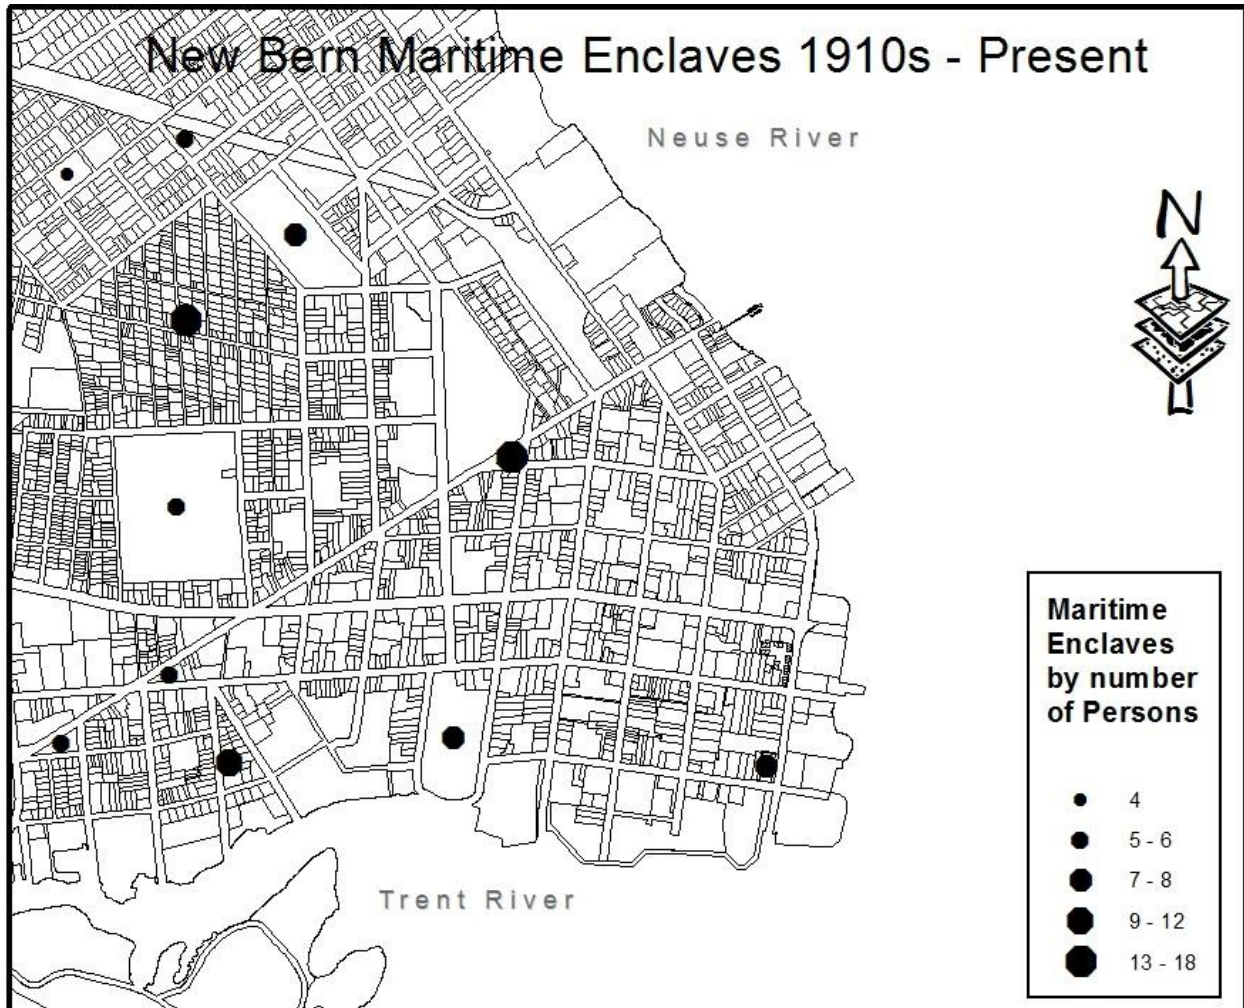 New Bern Maritime Enclaves 1910s - Present
Neuse River
N
Maritime
Enclaves
by number
of Persons
4
5 - 6
7 - 8
9 - 12
13 - 18
Trent River